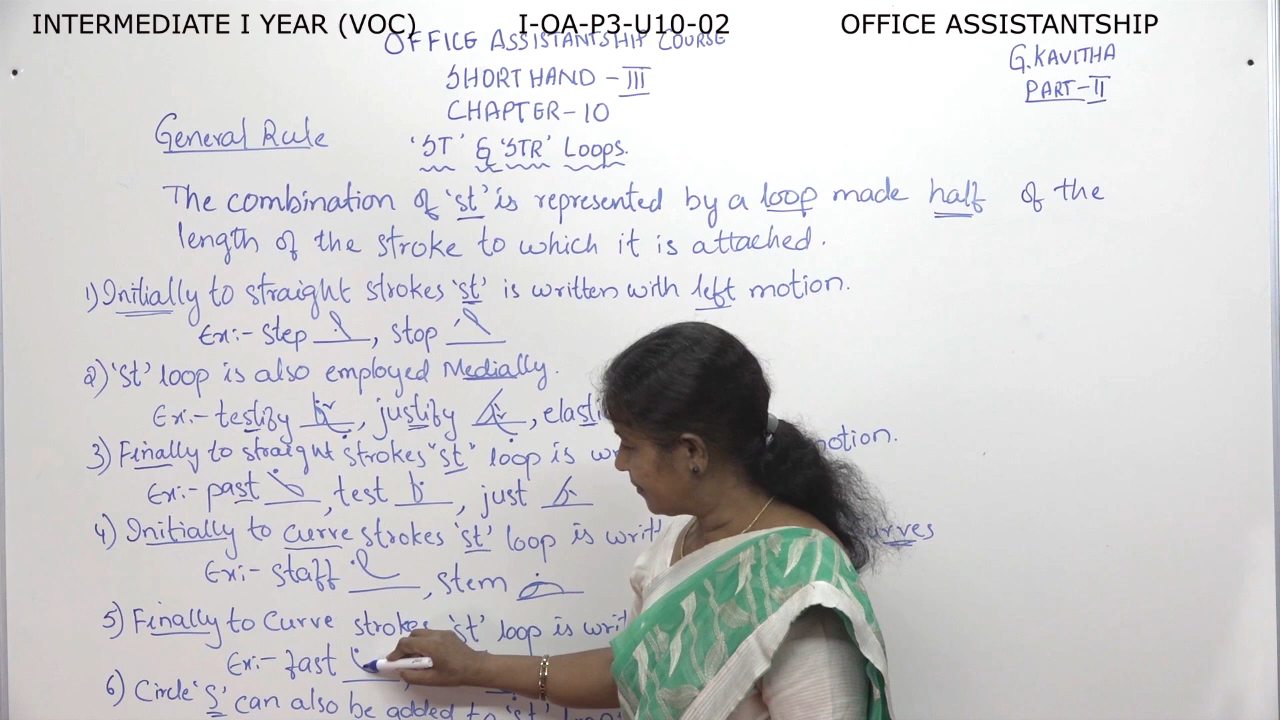 INTERMEDIATE I YEAR (VOC) I-OA-P3-U10-02 OFFICE ASSISTANTSHIP
OFFICE ASSISTANTSHIP COURSE
G.KAVITHA
SHORTHAND - III
PART-II
CHAPTER-10
General Rule
'ST' & 'STR' Loops.
The combination of 'st' is represented by a loop made half of the
length of the stroke to which it is attached.
1) Initially to straight strokes 'st' is written with left motion.
Ex:- step , stop
2) 'st' loop is also employed Medially.
Ex:- testify , justify ,
3) Finally to straight strokes "st" loop is motion.
Ex:- past , test , just
4) Initially to curve strokes 'st' loop is curves
Ex:- staff , stem
5) Finally to Curve strokes 'st' loop is
Ex:- fast
6) Circle 'S' can also be added to 'st'